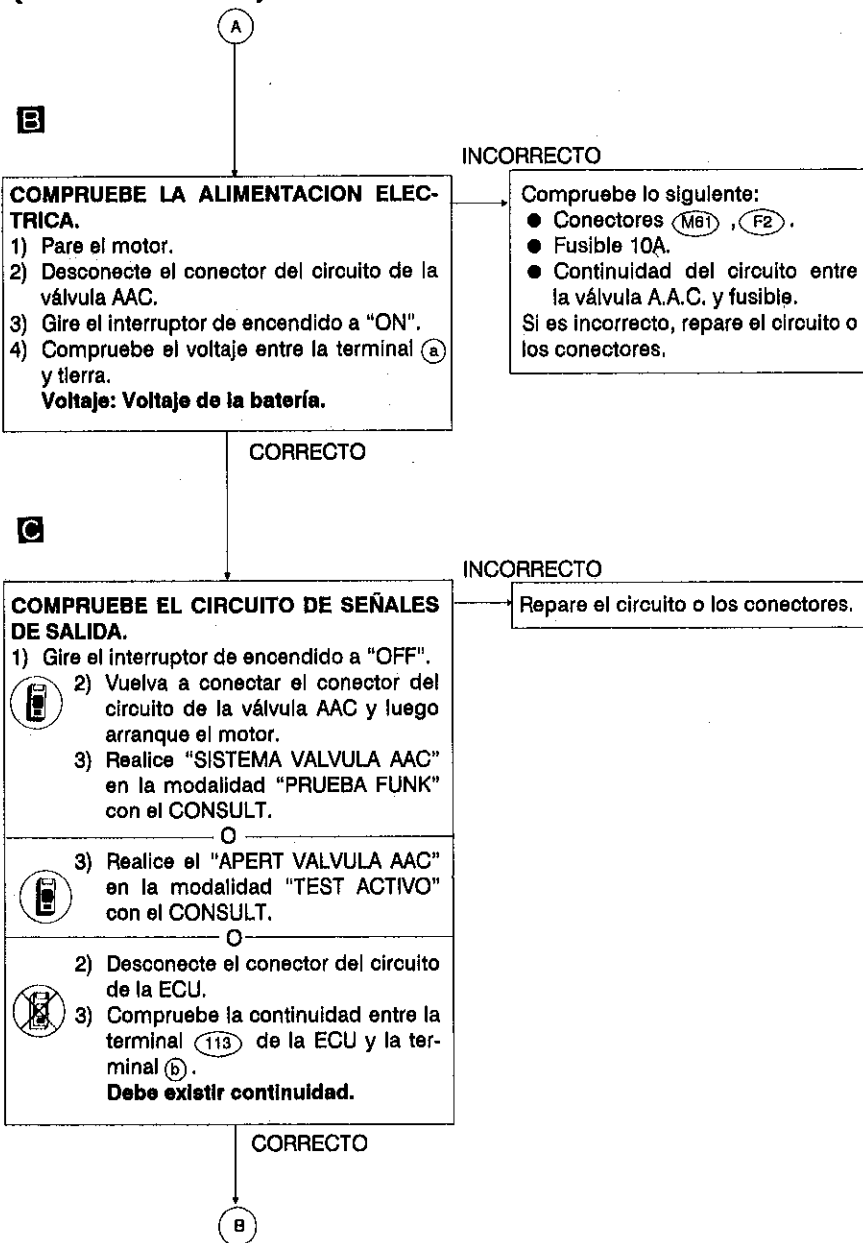 A
B
INCORRECTO
COMPRUEBE LA ALIMENTACION ELEC-
TRICA.
1) Pare el motor.
2) Desconecte el conector del circuito de la
válvula AAC.
3) Gire el interruptor de encendido a "ON".
4) Compruebe el voltaje entre la terminal a
y tierra.
Voltaje: Voltaje de la batería.
Compruebe lo siguiente:
● Conectores M61 , F2 .
● Fusible 10A.
● Continuidad del circuito entre
la válvula A.A.C. y fusible.
Si es incorrecto, repare el circuito o
los conectores.
CORRECTO
C
INCORRECTO
COMPRUEBE EL CIRCUITO DE SEÑALES
DE SALIDA.
1) Gire el interruptor de encendido a "OFF".
2) Vuelva a conectar el conector del
circuito de la válvula AAC y luego
arranque el motor.
3) Realice "SISTEMA VALVULA AAC"
en la modalidad "PRUEBA FUNK"
con el CONSULT.
O
3) Realice el "APERT VALVULA AAC"
en la modalidad "TEST ACTIVO"
con el CONSULT.
O
2) Desconecte el conector del circuito
de la ECU.
3) Compruebe la continuidad entre la
terminal 113 de la ECU y la ter-
minal b .
Debe existir continuidad.
Repare el circuito o los conectores.
CORRECTO
B